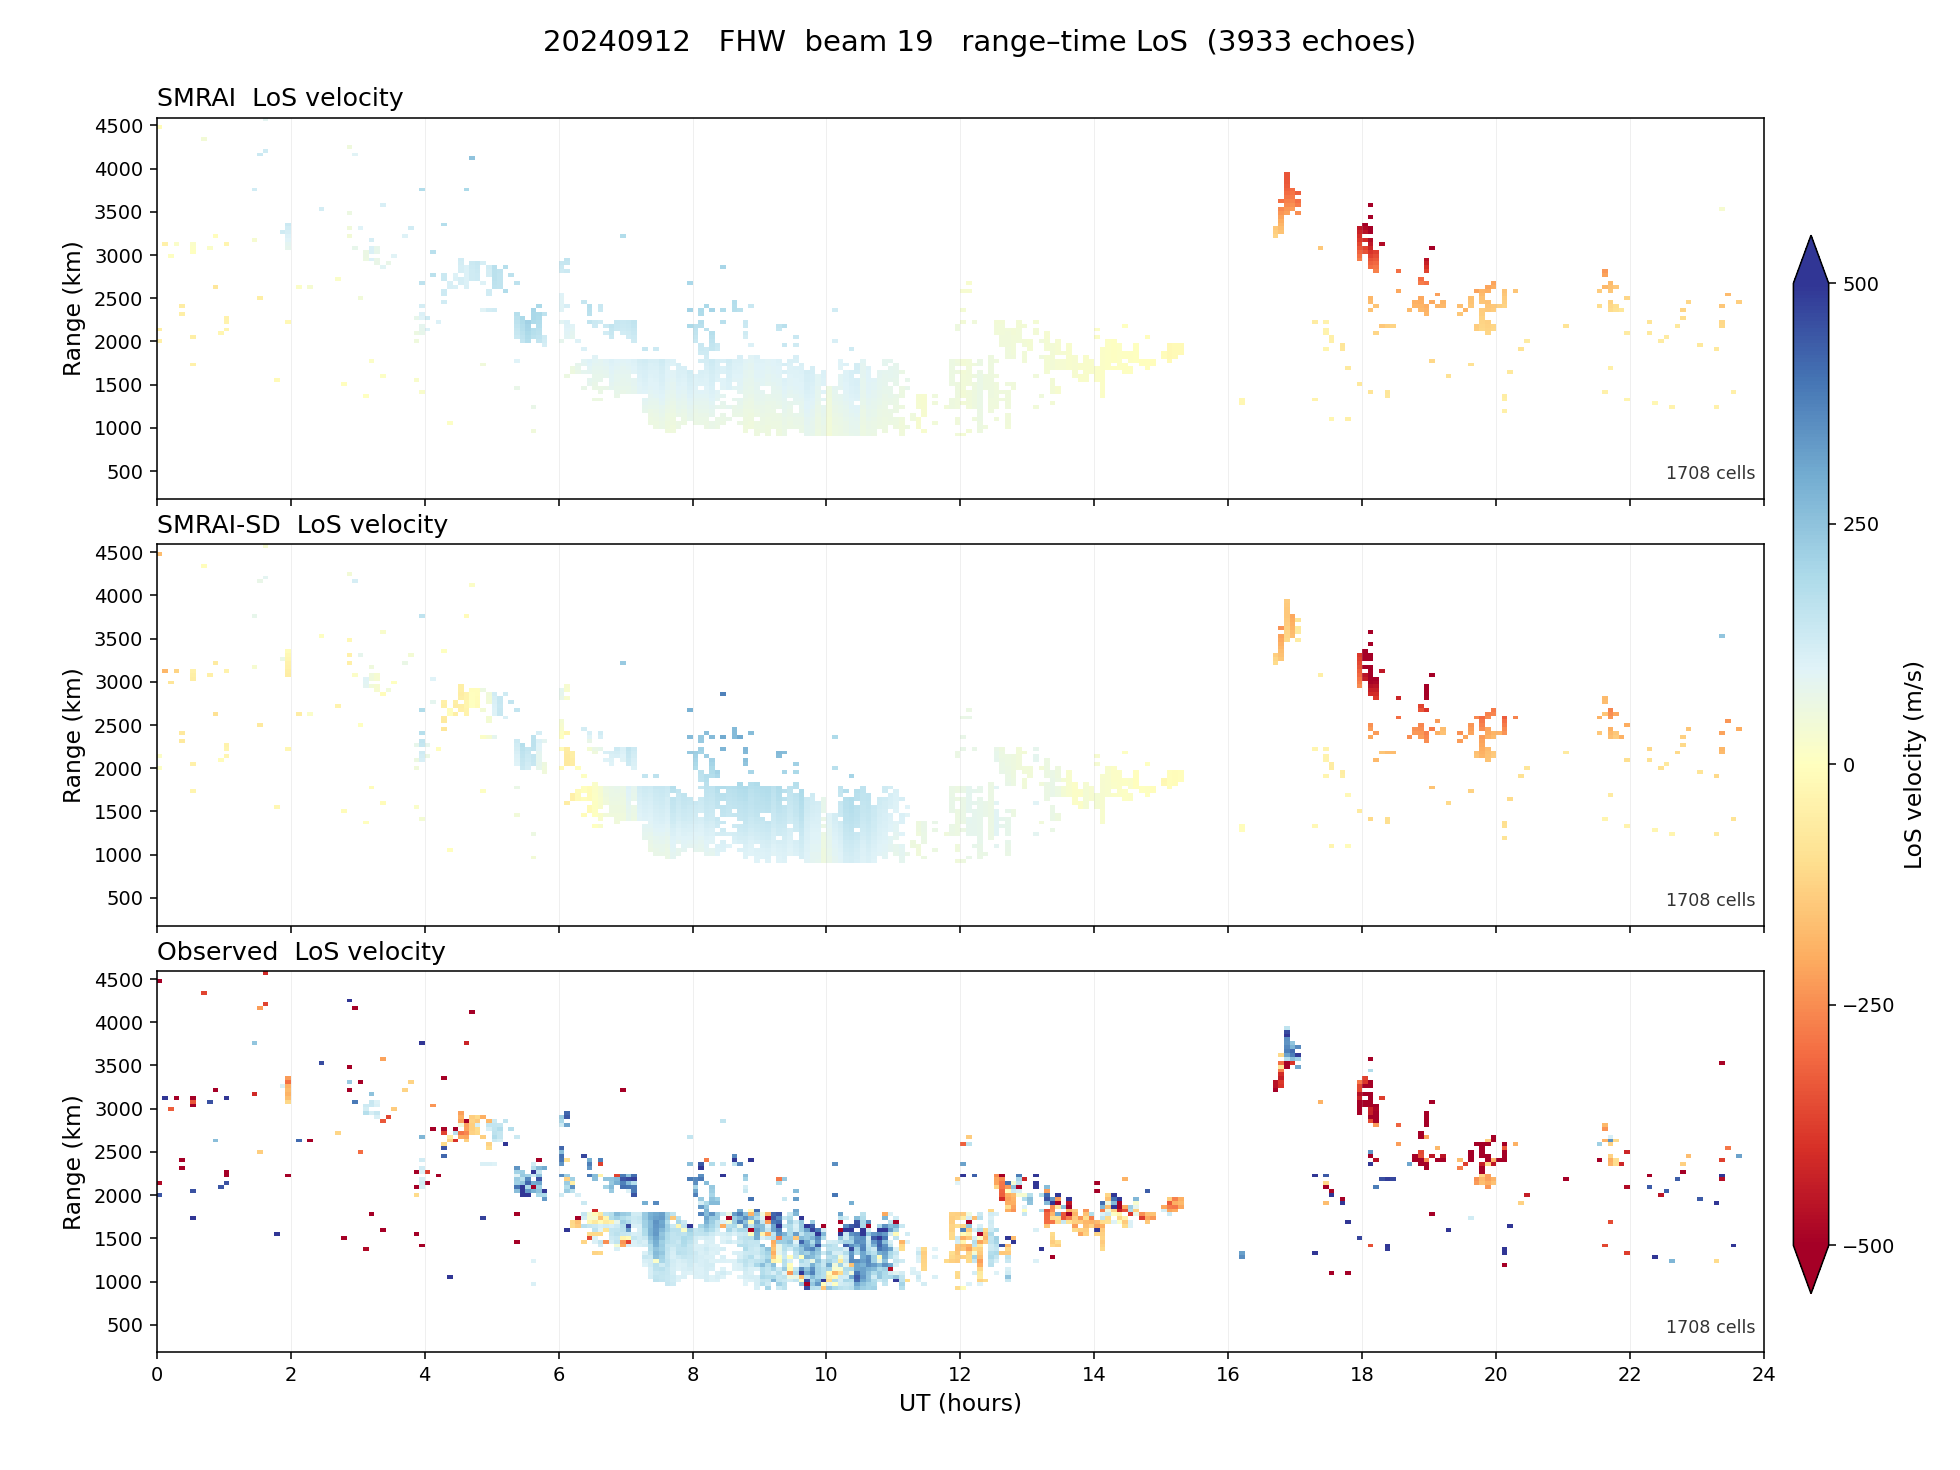 20240912   FHW  beam 19   range–time LoS  (3933 echoes)
SMRAI  LoS velocity
4500
4000
3500
3000
2500
2000
1500
1000
500
Range (km)
1708 cells
SMRAI-SD  LoS velocity
4500
4000
3500
3000
2500
2000
1500
1000
500
Range (km)
1708 cells
Observed  LoS velocity
4500
4000
3500
3000
2500
2000
1500
1000
500
Range (km)
1708 cells
0 2 4 6 8 10 12 14 16 18 20 22 24
UT (hours)
500
250
0
−250
−500
LoS velocity (m/s)